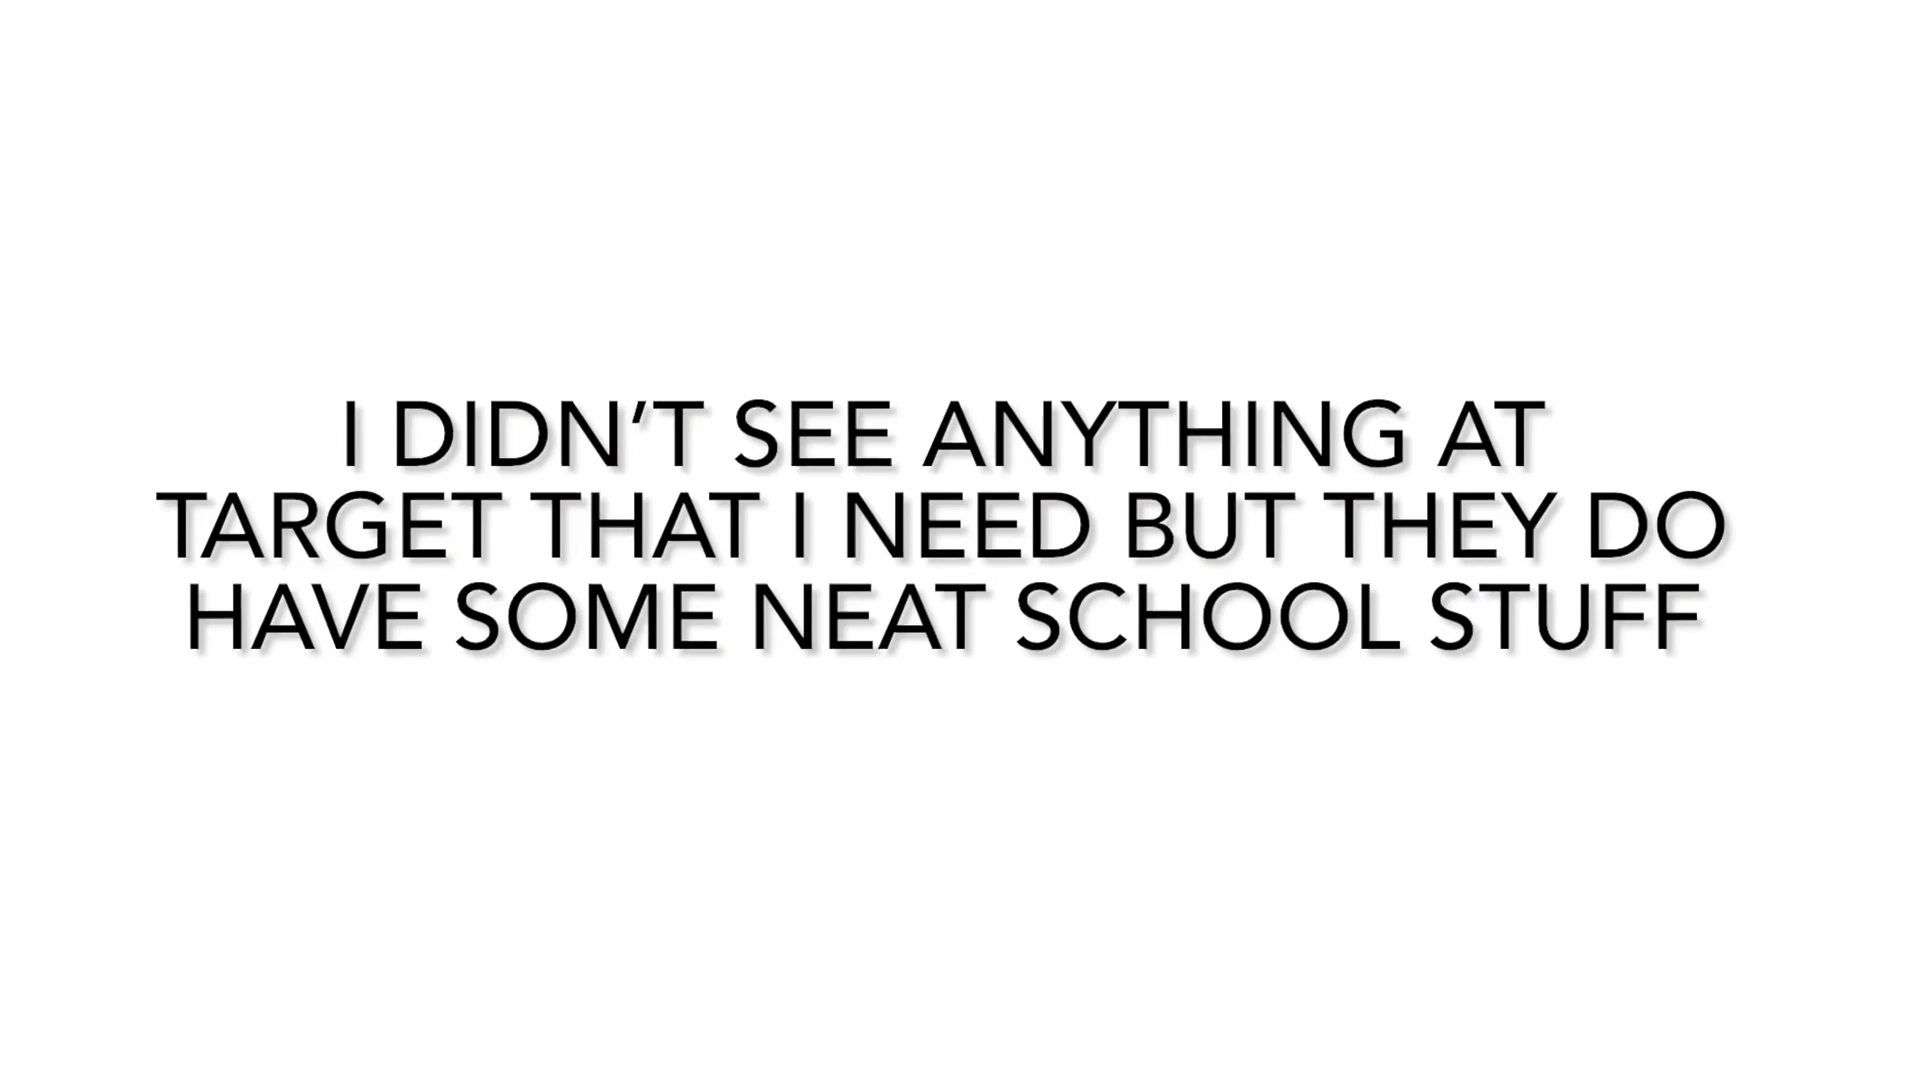 I DIDN’T SEE ANYTHING AT
TARGET THAT I NEED BUT THEY DO
HAVE SOME NEAT SCHOOL STUFF